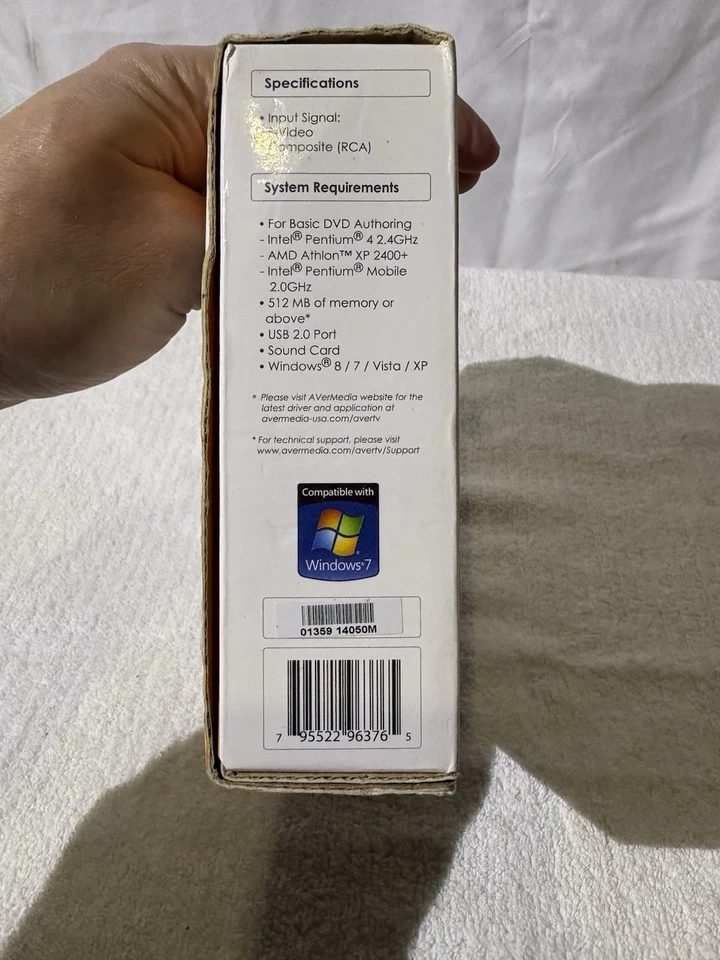 Specifications
• Input Signal:
Video
Composite (RCA)
System Requirements
• For Basic DVD Authoring
- Intel® Pentium® 4 2.4GHz
- AMD Athlon™ XP 2400+
- Intel® Pentium® Mobile
2.0GHz
• 512 MB of memory or
above*
• USB 2.0 Port
• Sound Card
• Windows® 8 / 7 / Vista / XP
* Please visit AVerMedia website for the
latest driver and application at
avermedia-usa.com/avertv
* For technical support, please visit
www.avermedia.com/avertv/Support
Compatible with
Windows®7
01359 14050M
7 95522 96376 5